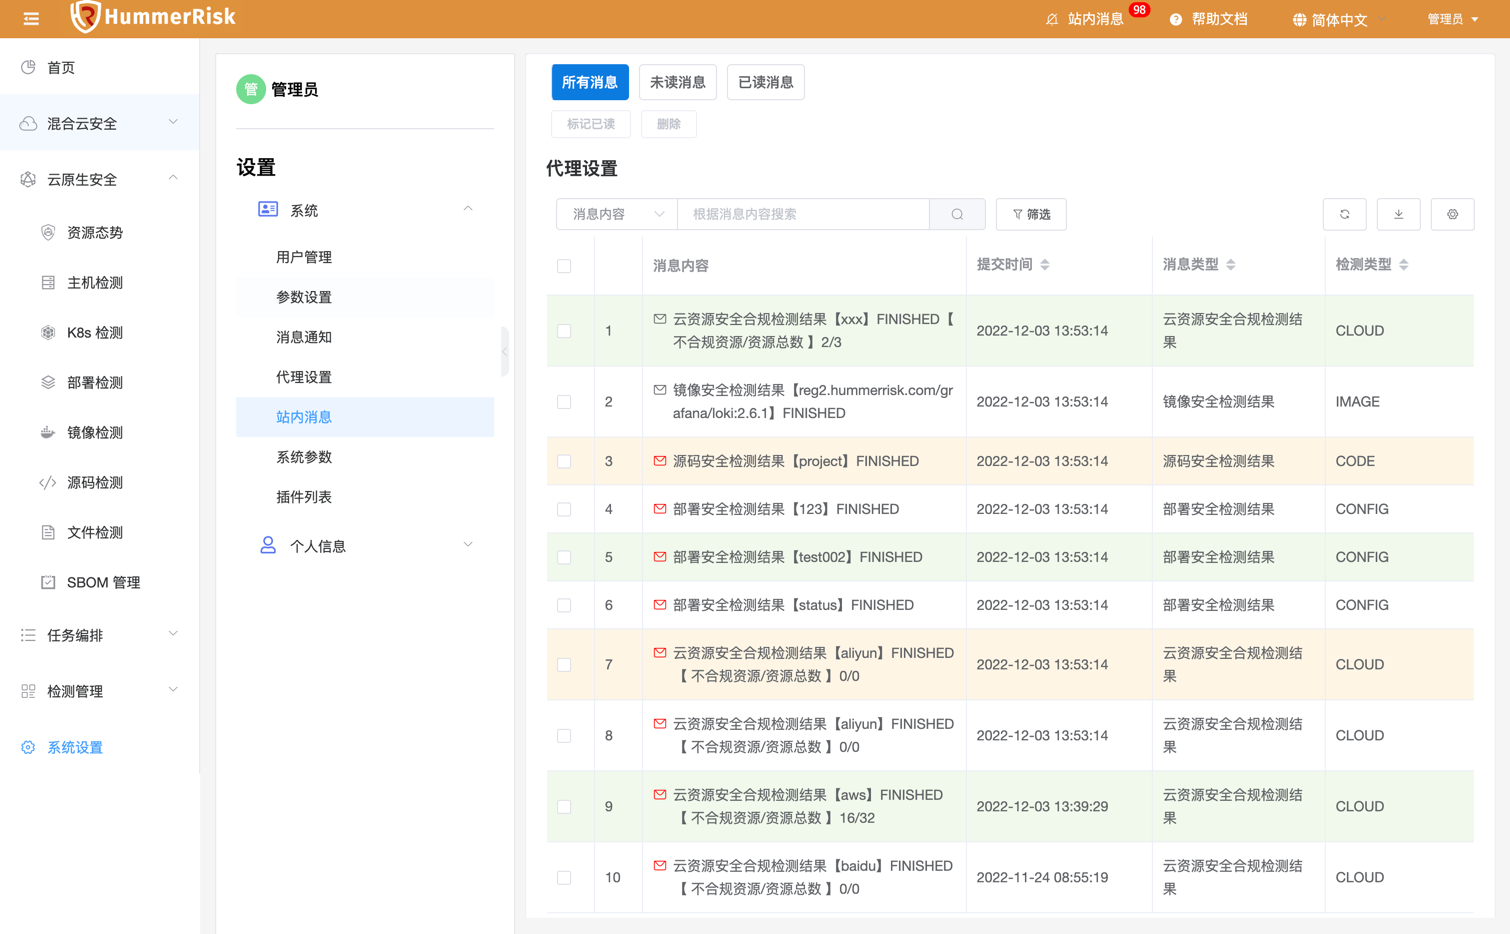 HummerRisk
站内消息 98
帮助文档
简体中文
管理员
首页
混合云安全
云原生安全
资源态势
主机检测
K8s 检测
部署检测
镜像检测
源码检测
文件检测
SBOM 管理
任务编排
检测管理
系统设置
管 管理员
设置
系统
用户管理
参数设置
消息通知
代理设置
站内消息
系统参数
插件列表
个人信息
所有消息 未读消息 已读消息
标记已读 删除
代理设置
消息内容 根据消息内容搜索 筛选
消息内容 提交时间 消息类型 检测类型
1 云资源安全合规检测结果【xxx】FINISHED【 2022-12-03 13:53:14 云资源安全合规检测结 CLOUD
不合规资源/资源总数 】2/3 果
2 镜像安全检测结果【reg2.hummerrisk.com/gr 2022-12-03 13:53:14 镜像安全检测结果 IMAGE
afana/loki:2.6.1】FINISHED
3 源码安全检测结果【project】FINISHED 2022-12-03 13:53:14 源码安全检测结果 CODE
4 部署安全检测结果【123】FINISHED 2022-12-03 13:53:14 部署安全检测结果 CONFIG
5 部署安全检测结果【test002】FINISHED 2022-12-03 13:53:14 部署安全检测结果 CONFIG
6 部署安全检测结果【status】FINISHED 2022-12-03 13:53:14 部署安全检测结果 CONFIG
7 云资源安全合规检测结果【aliyun】FINISHED 2022-12-03 13:53:14 云资源安全合规检测结 CLOUD
【 不合规资源/资源总数 】0/0 果
8 云资源安全合规检测结果【aliyun】FINISHED 2022-12-03 13:53:14 云资源安全合规检测结 CLOUD
【 不合规资源/资源总数 】0/0 果
9 云资源安全合规检测结果【aws】FINISHED 2022-12-03 13:39:29 云资源安全合规检测结 CLOUD
【 不合规资源/资源总数 】16/32 果
10 云资源安全合规检测结果【baidu】FINISHED 2022-11-24 08:55:19 云资源安全合规检测结 CLOUD
【 不合规资源/资源总数 】0/0 果